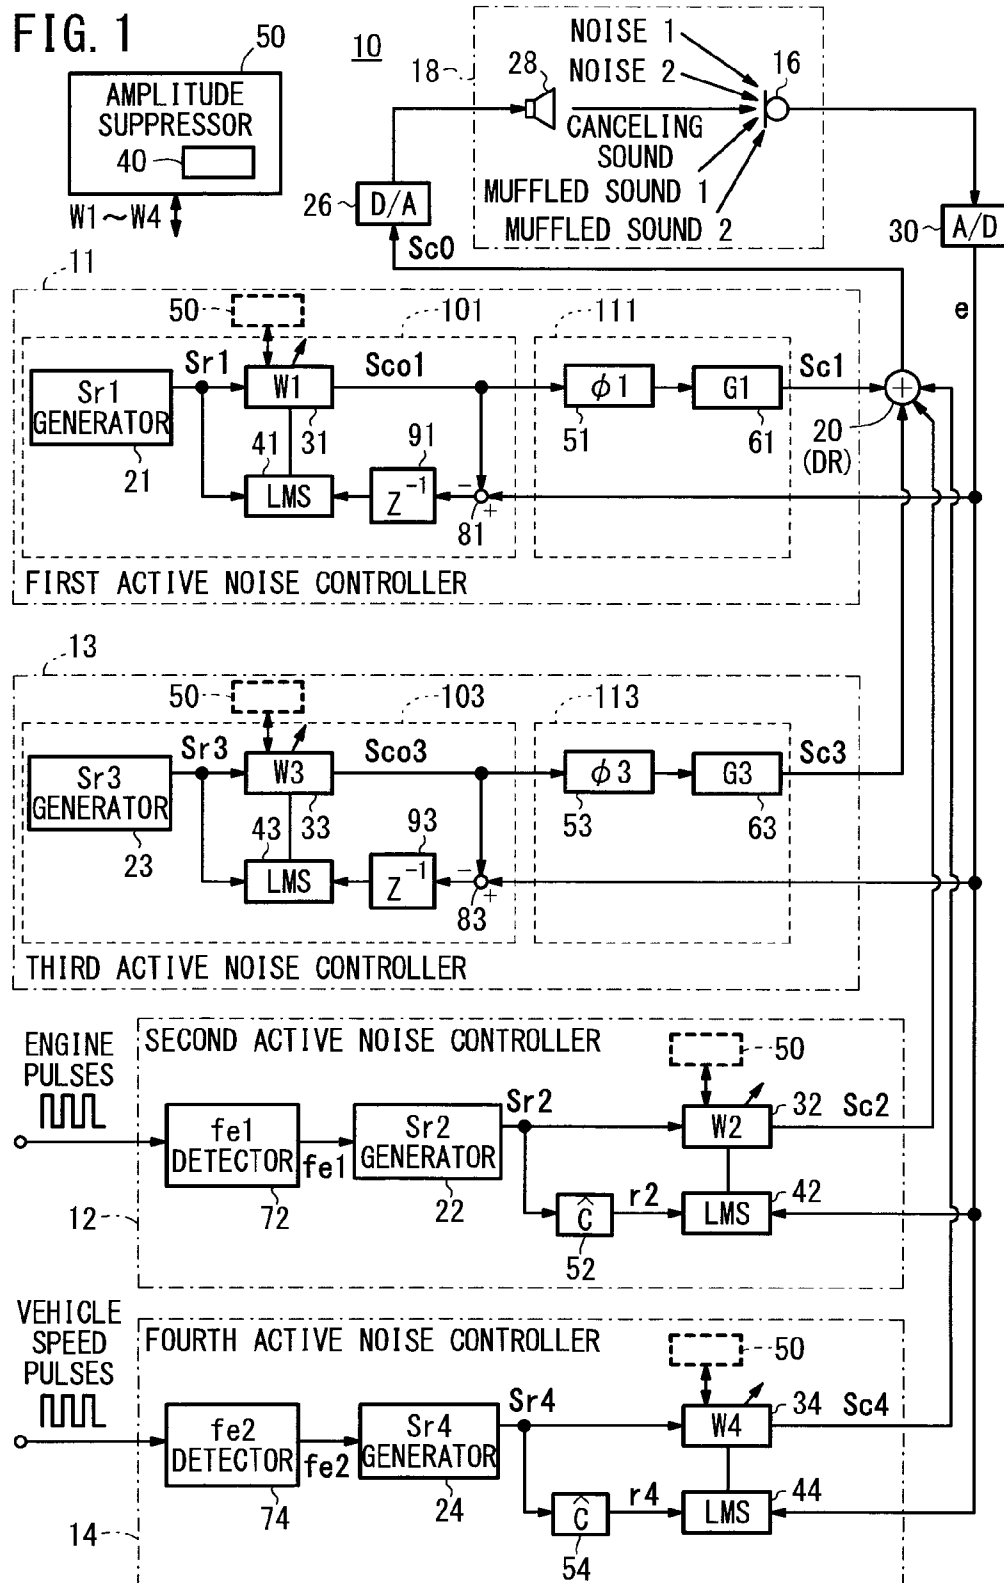 FIG. 1
50
10
AMPLITUDE
SUPPRESSOR
40
W1~W4
18
28
NOISE 1
NOISE 2
16
CANCELING
SOUND
MUFFLED SOUND 1
MUFFLED SOUND 2
26
D/A
Sc0
30
A/D
e
11
50
101
111
Sr1
Sco1
Sc1
Sr1
GENERATOR
21
W1
31
41
LMS
91
Z⁻¹
−
+
81
φ1
51
G1
61
+
20
(DR)
FIRST ACTIVE NOISE CONTROLLER
13
50
103
113
Sr3
Sco3
Sc3
Sr3
GENERATOR
23
W3
33
43
LMS
93
Z⁻¹
−
+
83
φ3
53
G3
63
THIRD ACTIVE NOISE CONTROLLER
ENGINE
PULSES
SECOND ACTIVE NOISE CONTROLLER
50
fe1
DETECTOR
72
fe1
Sr2
GENERATOR
22
Sr2
W2
32
Sc2
Ĉ
52
r2
LMS
42
12
VEHICLE
SPEED
PULSES
FOURTH ACTIVE NOISE CONTROLLER
50
fe2
DETECTOR
74
fe2
Sr4
GENERATOR
24
Sr4
W4
34
Sc4
Ĉ
54
r4
LMS
44
14